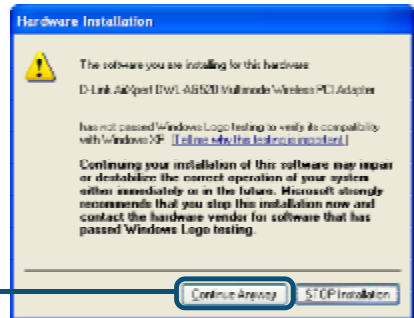 Hardware Installation
The software you are installing for this hardware:
D-Link AirXpert DWL-AG520 Multimode Wireless PCI Adapter
has not passed Windows Logo testing to verify its compatibility
with Windows XP. (Tell me why this testing is important.)
Continuing your installation of this software may impair
or destabilize the correct operation of your system
either immediately or in the future. Microsoft strongly
recommends that you stop this installation now and
contact the hardware vendor for software that has
passed Windows Logo testing.
Continue Anyway
STOP Installation